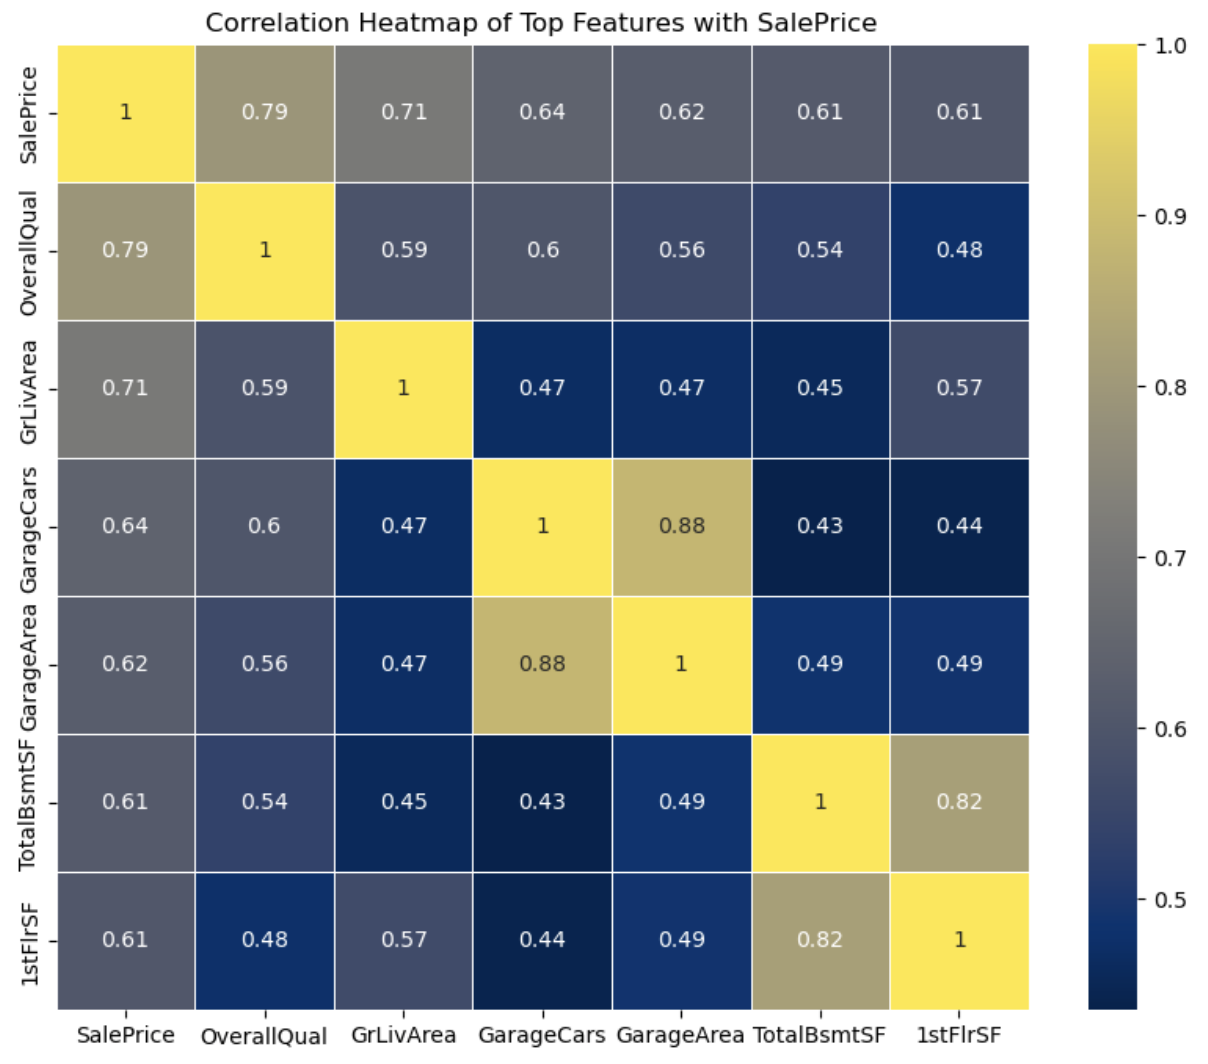 Correlation Heatmap of Top Features with SalePrice
SalePrice 1 0.79 0.71 0.64 0.62 0.61 0.61
OverallQual 0.79 1 0.59 0.6 0.56 0.54 0.48
GrLivArea 0.71 0.59 1 0.47 0.47 0.45 0.57
GarageCars 0.64 0.6 0.47 1 0.88 0.43 0.44
GarageArea 0.62 0.56 0.47 0.88 1 0.49 0.49
TotalBsmtSF 0.61 0.54 0.45 0.43 0.49 1 0.82
1stFlrSF 0.61 0.48 0.57 0.44 0.49 0.82 1
SalePrice OverallQual GrLivArea GarageCars GarageArea TotalBsmtSF 1stFlrSF
1.0
0.9
0.8
0.7
0.6
0.5